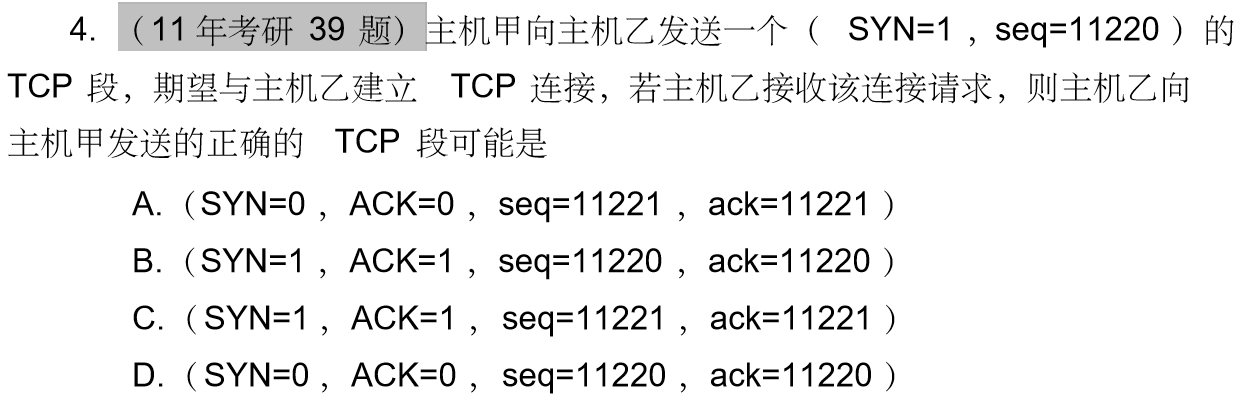 4. （11 年考研 39 题）主机甲向主机乙发送一个（ SYN=1 ，seq=11220 ）的
TCP 段，期望与主机乙建立 TCP 连接，若主机乙接收该连接请求，则主机乙向
主机甲发送的正确的 TCP 段可能是
A.（SYN=0 ，ACK=0 ，seq=11221 ，ack=11221 ）
B.（SYN=1 ，ACK=1 ，seq=11220 ，ack=11220 ）
C.（SYN=1 ，ACK=1 ，seq=11221 ，ack=11221 ）
D.（SYN=0 ，ACK=0 ，seq=11220 ，ack=11220 ）